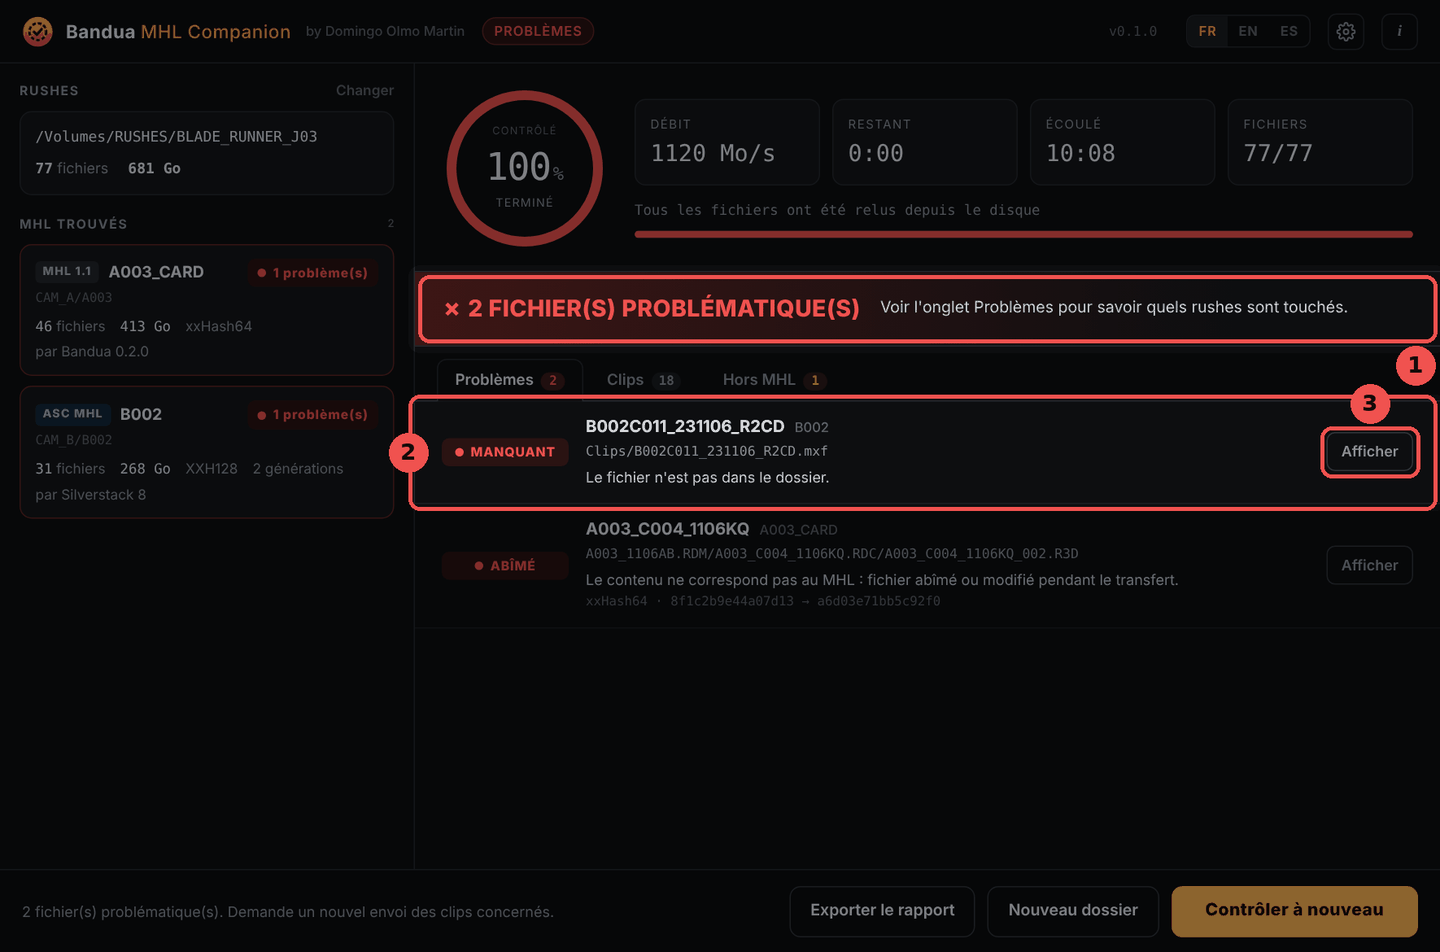 Bandua MHL Companion by Domingo Olmo Martin PROBLÈMES v0.1.0 FR EN ES i
RUSHES Changer
/Volumes/RUSHES/BLADE_RUNNER_J03
77 fichiers 681 Go
MHL TROUVÉS 2
MHL 1.1 A003_CARD 1 problème(s)
CAM_A/A003
46 fichiers 413 Go xxHash64
par Bandua 0.2.0
ASC MHL B002 1 problème(s)
CAM_B/B002
31 fichiers 268 Go XXH128 2 générations
par Silverstack 8
CONTRÔLÉ
100%
TERMINÉ
DÉBIT
1120 Mo/s
RESTANT
0:00
ÉCOULÉ
10:08
FICHIERS
77/77
Tous les fichiers ont été relus depuis le disque
× 2 FICHIER(S) PROBLÉMATIQUE(S) Voir l'onglet Problèmes pour savoir quels rushes sont touchés.
1
Problèmes 2 Clips 18 Hors MHL 1
3
2
MANQUANT
B002C011_231106_R2CD B002
Clips/B002C011_231106_R2CD.mxf
Le fichier n'est pas dans le dossier.
Afficher
ABÎMÉ
A003_C004_1106KQ A003_CARD
A003_1106AB.RDM/A003_C004_1106KQ.RDC/A003_C004_1106KQ_002.R3D
Le contenu ne correspond pas au MHL : fichier abîmé ou modifié pendant le transfert.
xxHash64 · 8f1c2b9e44a07d13 → a6d03e71bb5c92f0
Afficher
2 fichier(s) problématique(s). Demande un nouvel envoi des clips concernés.
Exporter le rapport Nouveau dossier Contrôler à nouveau